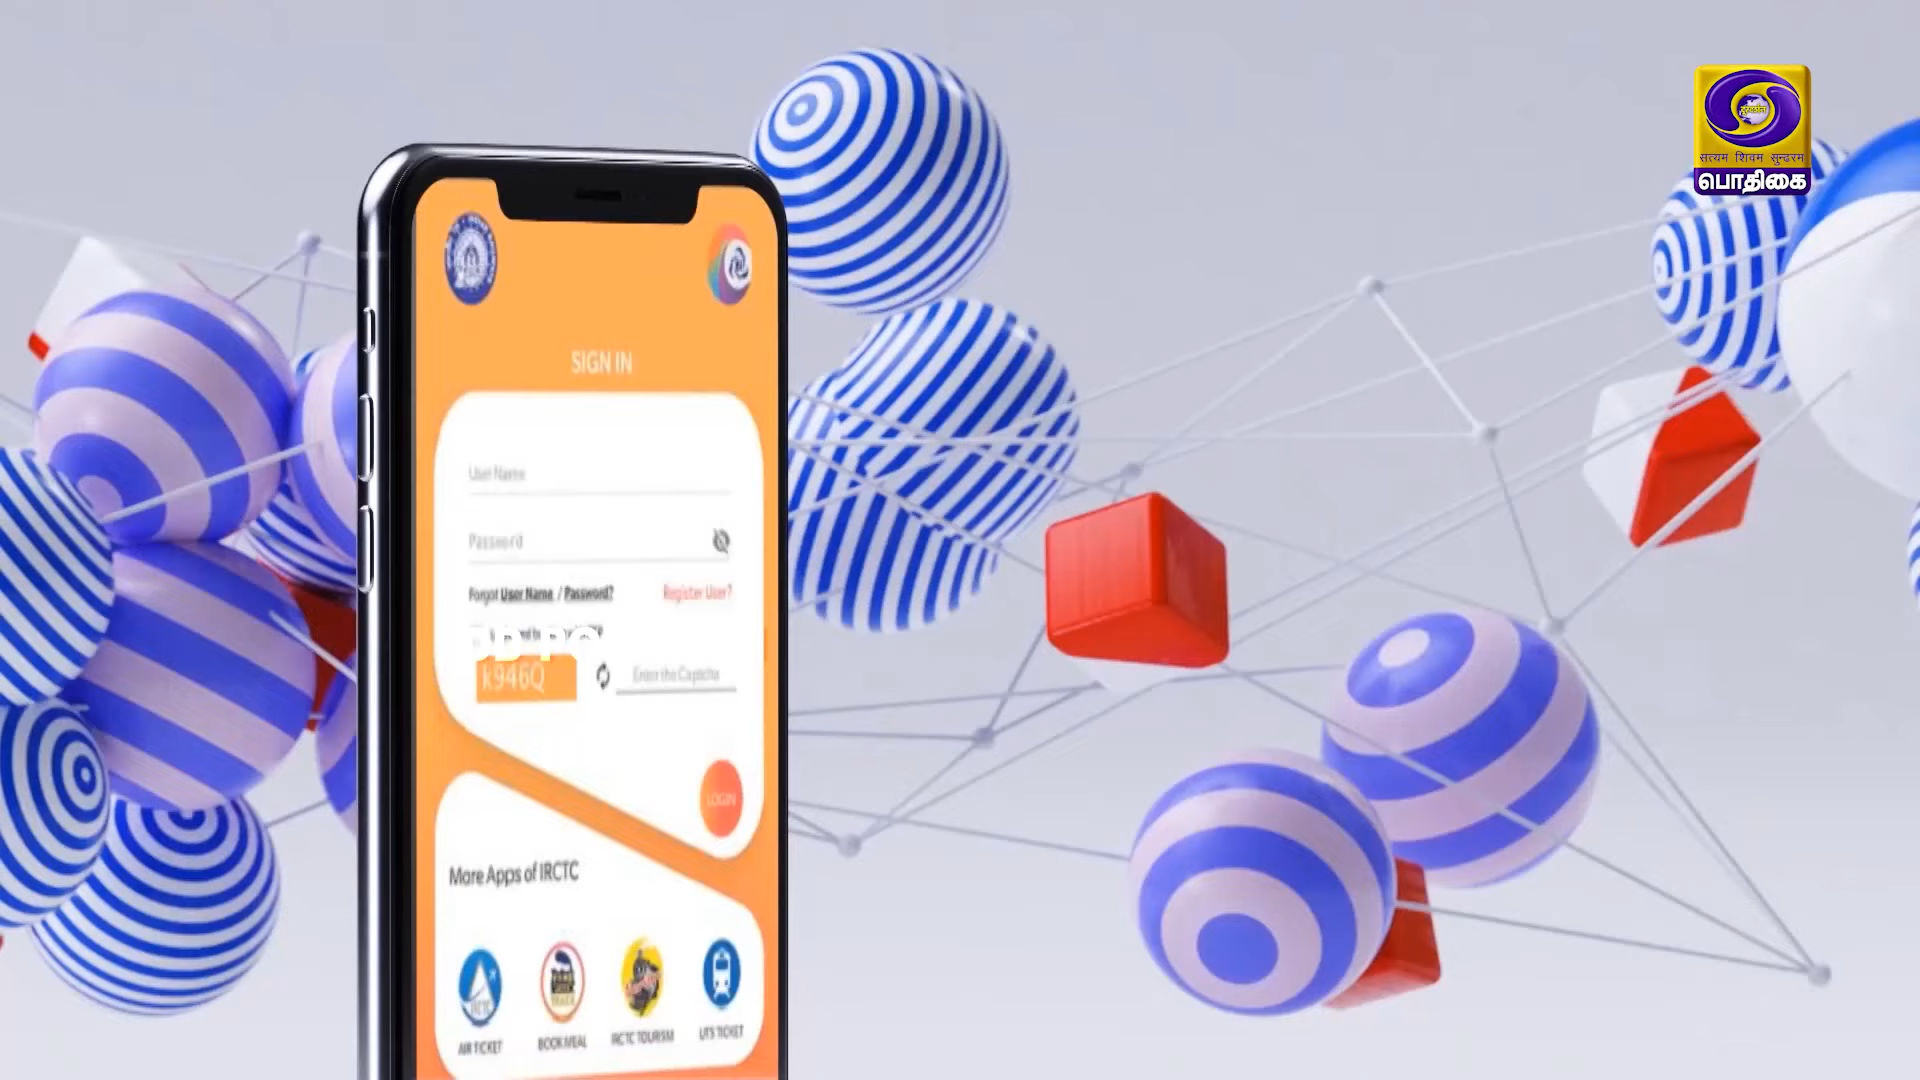 सत्यम शिवम सुन्दरम
பொதிகை
SIGN IN
User Name
Password
Forgot User Name / Password?
Register User?
k946Q
Enter the Captcha
LOGIN
More Apps of IRCTC
AIR TICKET
BOOK MEAL
IRCTC TOURISM
UTS TICKET